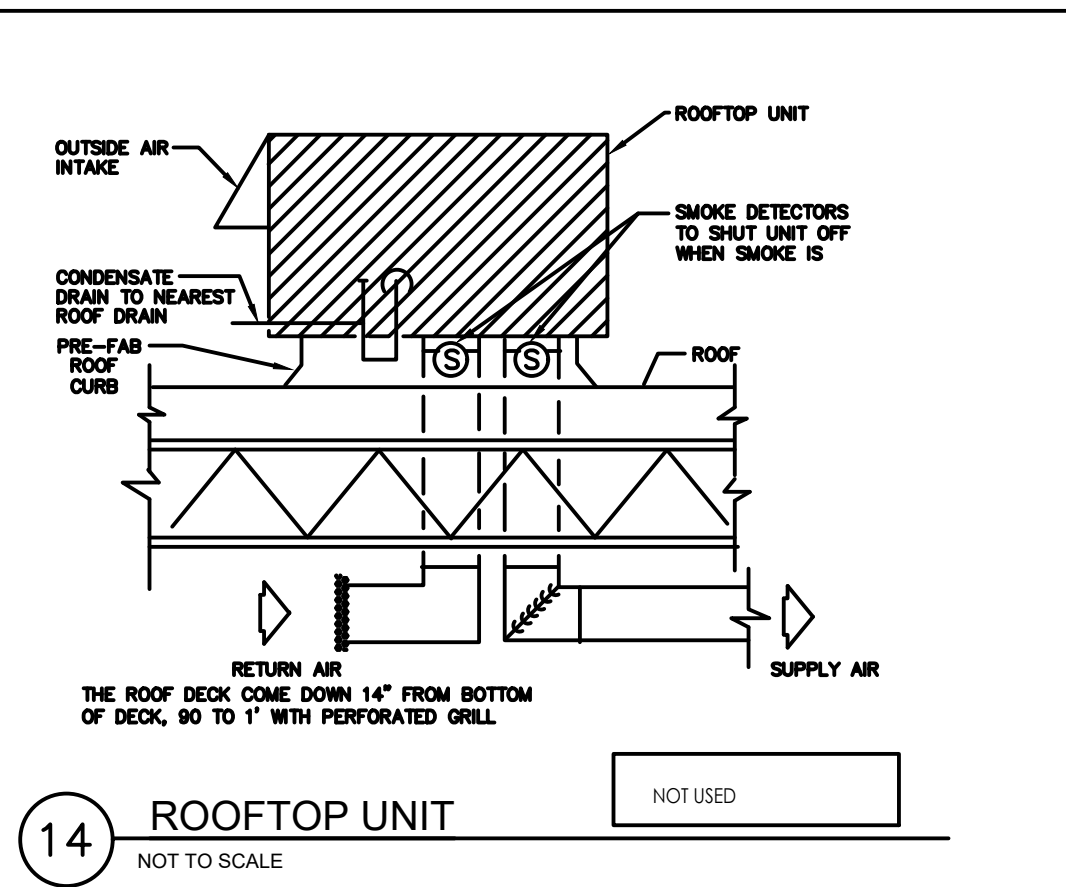 ROOFTOP UNIT
OUTSIDE AIR
INTAKE
SMOKE DETECTORS
TO SHUT UNIT OFF
WHEN SMOKE IS
CONDENSATE
DRAIN TO NEAREST
ROOF DRAIN
PRE-FAB
ROOF
CURB
ROOF
S
S
RETURN AIR
SUPPLY AIR
THE ROOF DECK COME DOWN 14" FROM BOTTOM
OF DECK, 90 TO 1' WITH PERFORATED GRILL
NOT USED
14
ROOFTOP UNIT
NOT TO SCALE